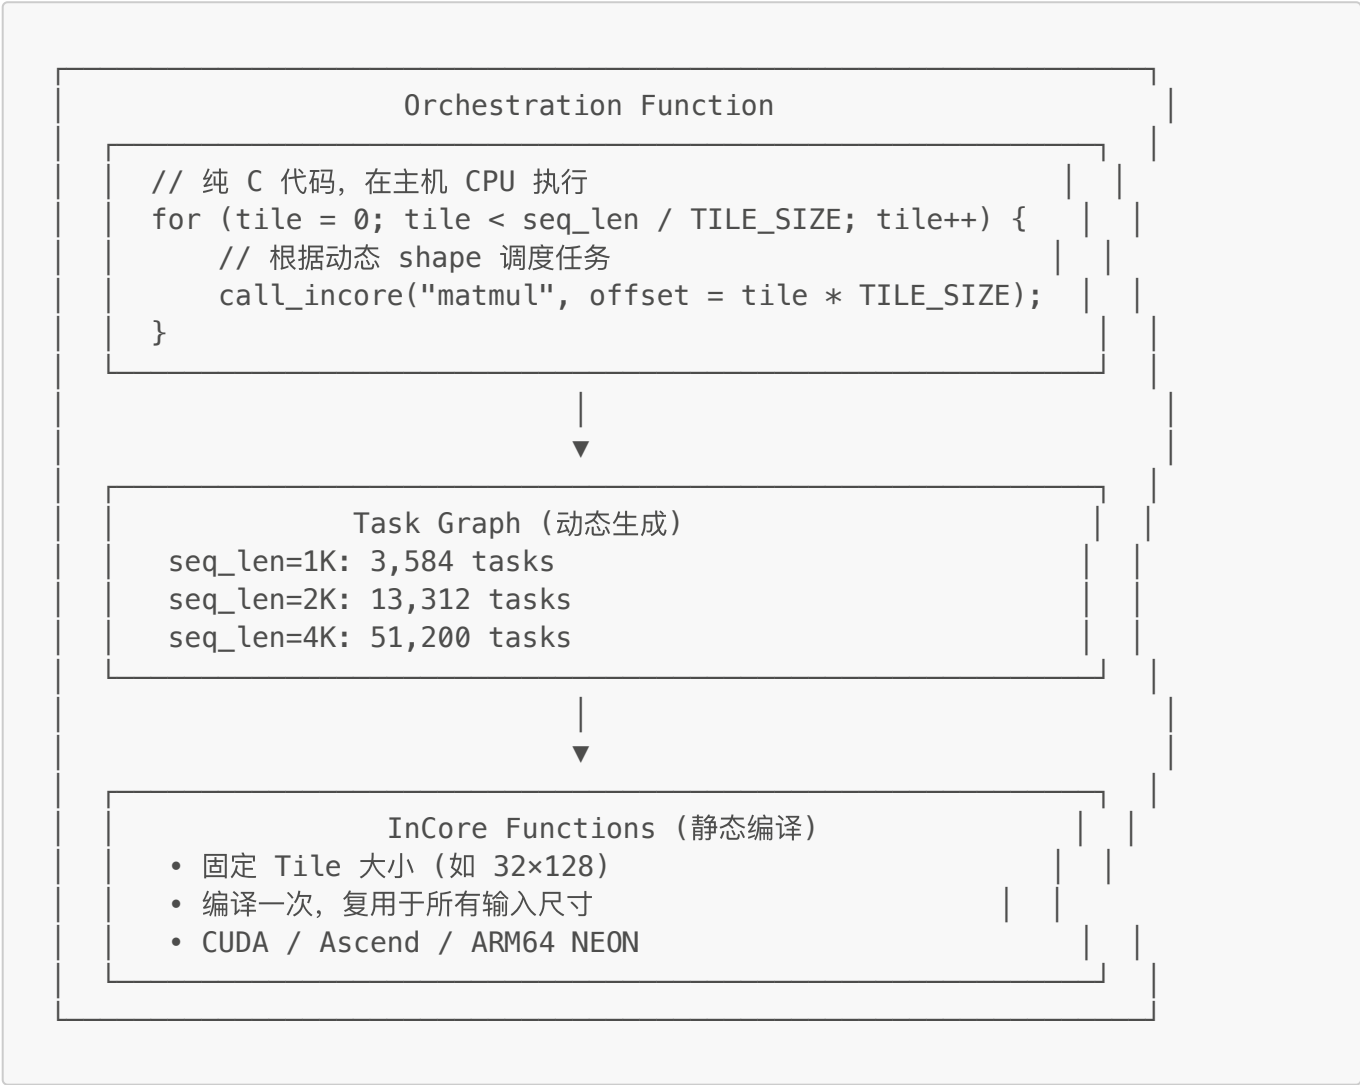 Orchestration Function
// 纯 C 代码，在主机 CPU 执行
for (tile = 0; tile < seq_len / TILE_SIZE; tile++) {
// 根据动态 shape 调度任务
call_incore("matmul", offset = tile * TILE_SIZE);
}
▼
Task Graph (动态生成)
seq_len=1K: 3,584 tasks
seq_len=2K: 13,312 tasks
seq_len=4K: 51,200 tasks
▼
InCore Functions (静态编译)
• 固定 Tile 大小 (如 32×128)
• 编译一次，复用于所有输入尺寸
• CUDA / Ascend / ARM64 NEON